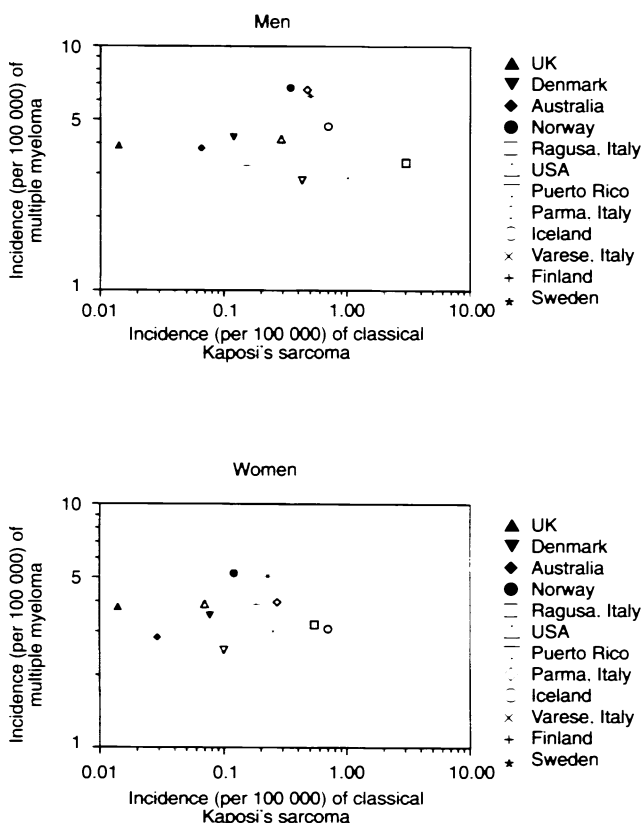 Men
Incidence (per 100 000) of
multiple myeloma
10
5
1
0.01
0.1
1.00
10.00
Incidence (per 100 000) of classical
Kaposi's sarcoma
UK
Denmark
Australia
Norway
Ragusa, Italy
USA
Puerto Rico
Parma, Italy
Iceland
Varese, Italy
Finland
Sweden
Women
Incidence (per 100 000) of
multiple myeloma
10
5
1
0.01
0.1
1.00
10.00
Incidence (per 100 000) of classical
Kaposi's sarcoma
UK
Denmark
Australia
Norway
Ragusa, Italy
USA
Puerto Rico
Parma, Italy
Iceland
Varese, Italy
Finland
Sweden